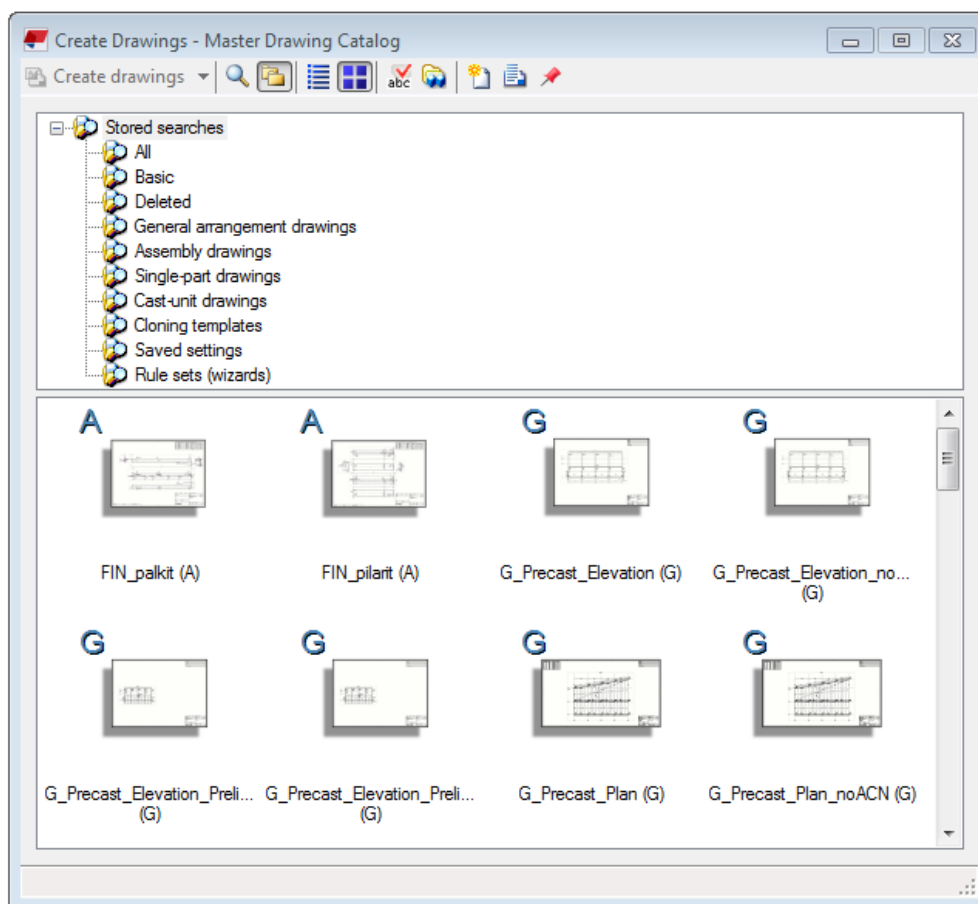 Create Drawings - Master Drawing Catalog
Create drawings
abc
Stored searches
All
Basic
Deleted
General arrangement drawings
Assembly drawings
Single-part drawings
Cast-unit drawings
Cloning templates
Saved settings
Rule sets (wizards)
A A G G
FIN_palkit (A) FIN_pilarit (A) G_Precast_Elevation (G) G_Precast_Elevation_no...
(G)
G G G G
G_Precast_Elevation_Preli... G_Precast_Elevation_Preli... G_Precast_Plan (G) G_Precast_Plan_noACN (G)
(G) (G)